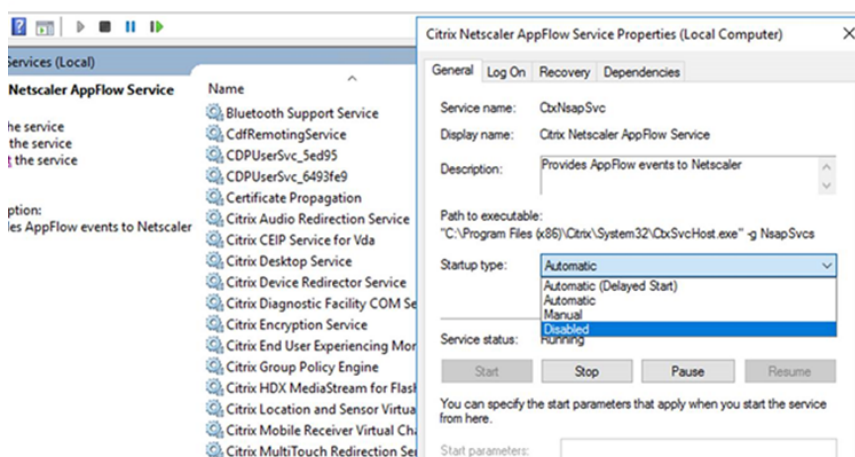 Services (Local)
Netscaler AppFlow Service
he service
the service
t the service
ption:
les AppFlow events to Netscaler
Name
Bluetooth Support Service
CdfRemotingService
CDPUserSvc_5ed95
CDPUserSvc_6493fe9
Certificate Propagation
Citrix Audio Redirection Service
Citrix CEIP Service for Vda
Citrix Desktop Service
Citrix Device Redirector Service
Citrix Diagnostic Facility COM Se
Citrix Encryption Service
Citrix End User Experiencing Mor
Citrix Group Policy Engine
Citrix HDX MediaStream for Flash
Citrix Location and Sensor Virtua
Citrix Mobile Receiver Virtual Cha
Citrix MultiTouch Redirection Ser
Citrix Netscaler AppFlow Service Properties (Local Computer)
General Log On Recovery Dependencies
Service name: CtxNsapSvc
Display name: Citrix Netscaler AppFlow Service
Description: Provides AppFlow events to Netscaler
Path to executable:
"C:\Program Files (x86)\Citrix\System32\CtxSvcHost.exe" -g NsapSvcs
Startup type: Automatic
Automatic (Delayed Start)
Automatic
Manual
Disabled
Service status: Running
Start Stop Pause Resume
You can specify the start parameters that apply when you start the service
from here.
Start parameters: